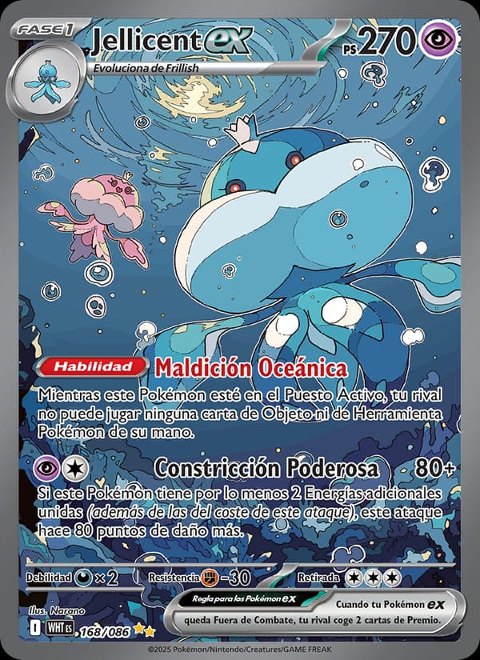 FASE 1
Jellicent ex
PS 270
Evoluciona de Frillish
Habilidad Maldición Oceánica
Mientras este Pokémon esté en el Puesto Activo, tu rival
no puede jugar ninguna carta de Objeto ni de Herramienta
Pokémon de su mano.
Constricción Poderosa 80+
Si este Pokémon tiene por lo menos 2 Energías adicionales
unidas (además de las del coste de este ataque), este ataque
hace 80 puntos de daño más.
Debilidad ×2 Resistencia -30 Retirada
Ilus. Narano
Regla para los Pokémon ex
Cuando tu Pokémon ex
queda Fuera de Combate, tu rival coge 2 cartas de Premio.
WHT ES 168/086
©2025 Pokémon/Nintendo/Creatures/GAME FREAK